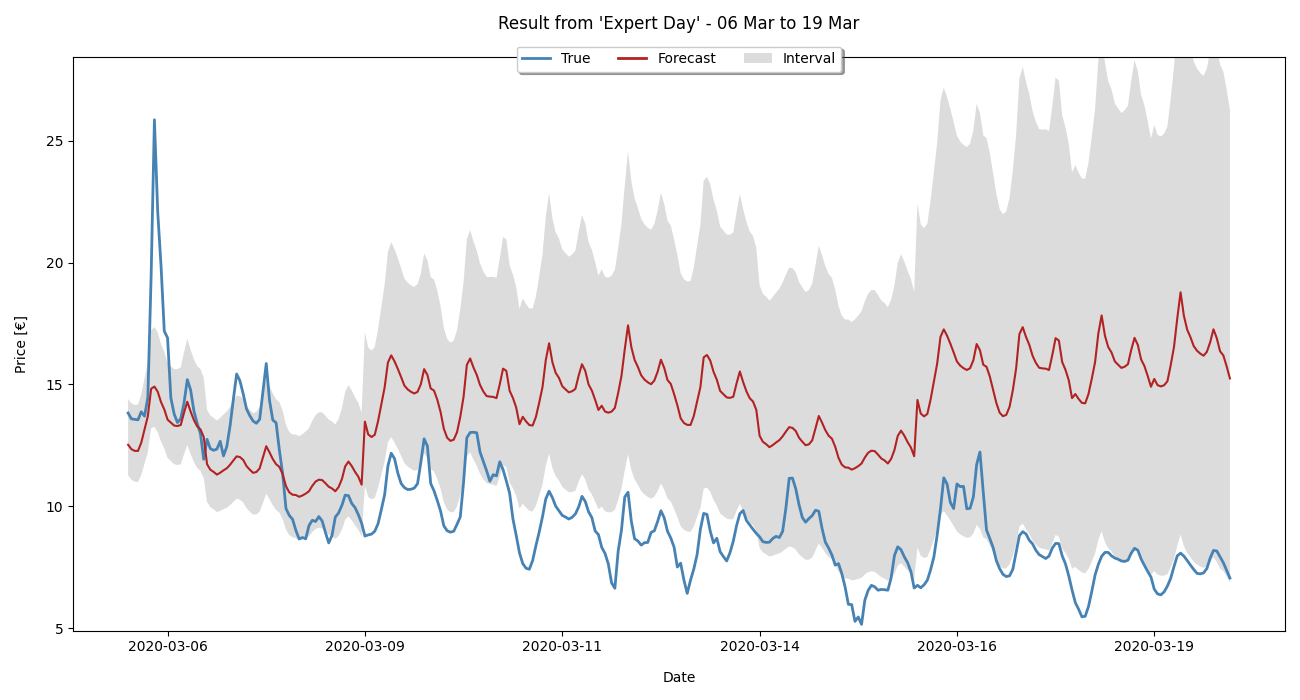 Result from 'Expert Day' - 06 Mar to 19 Mar
True Forecast Interval
25
20
15
10
5
Price [€]
2020-03-06 2020-03-09 2020-03-11 2020-03-14 2020-03-16 2020-03-19
Date